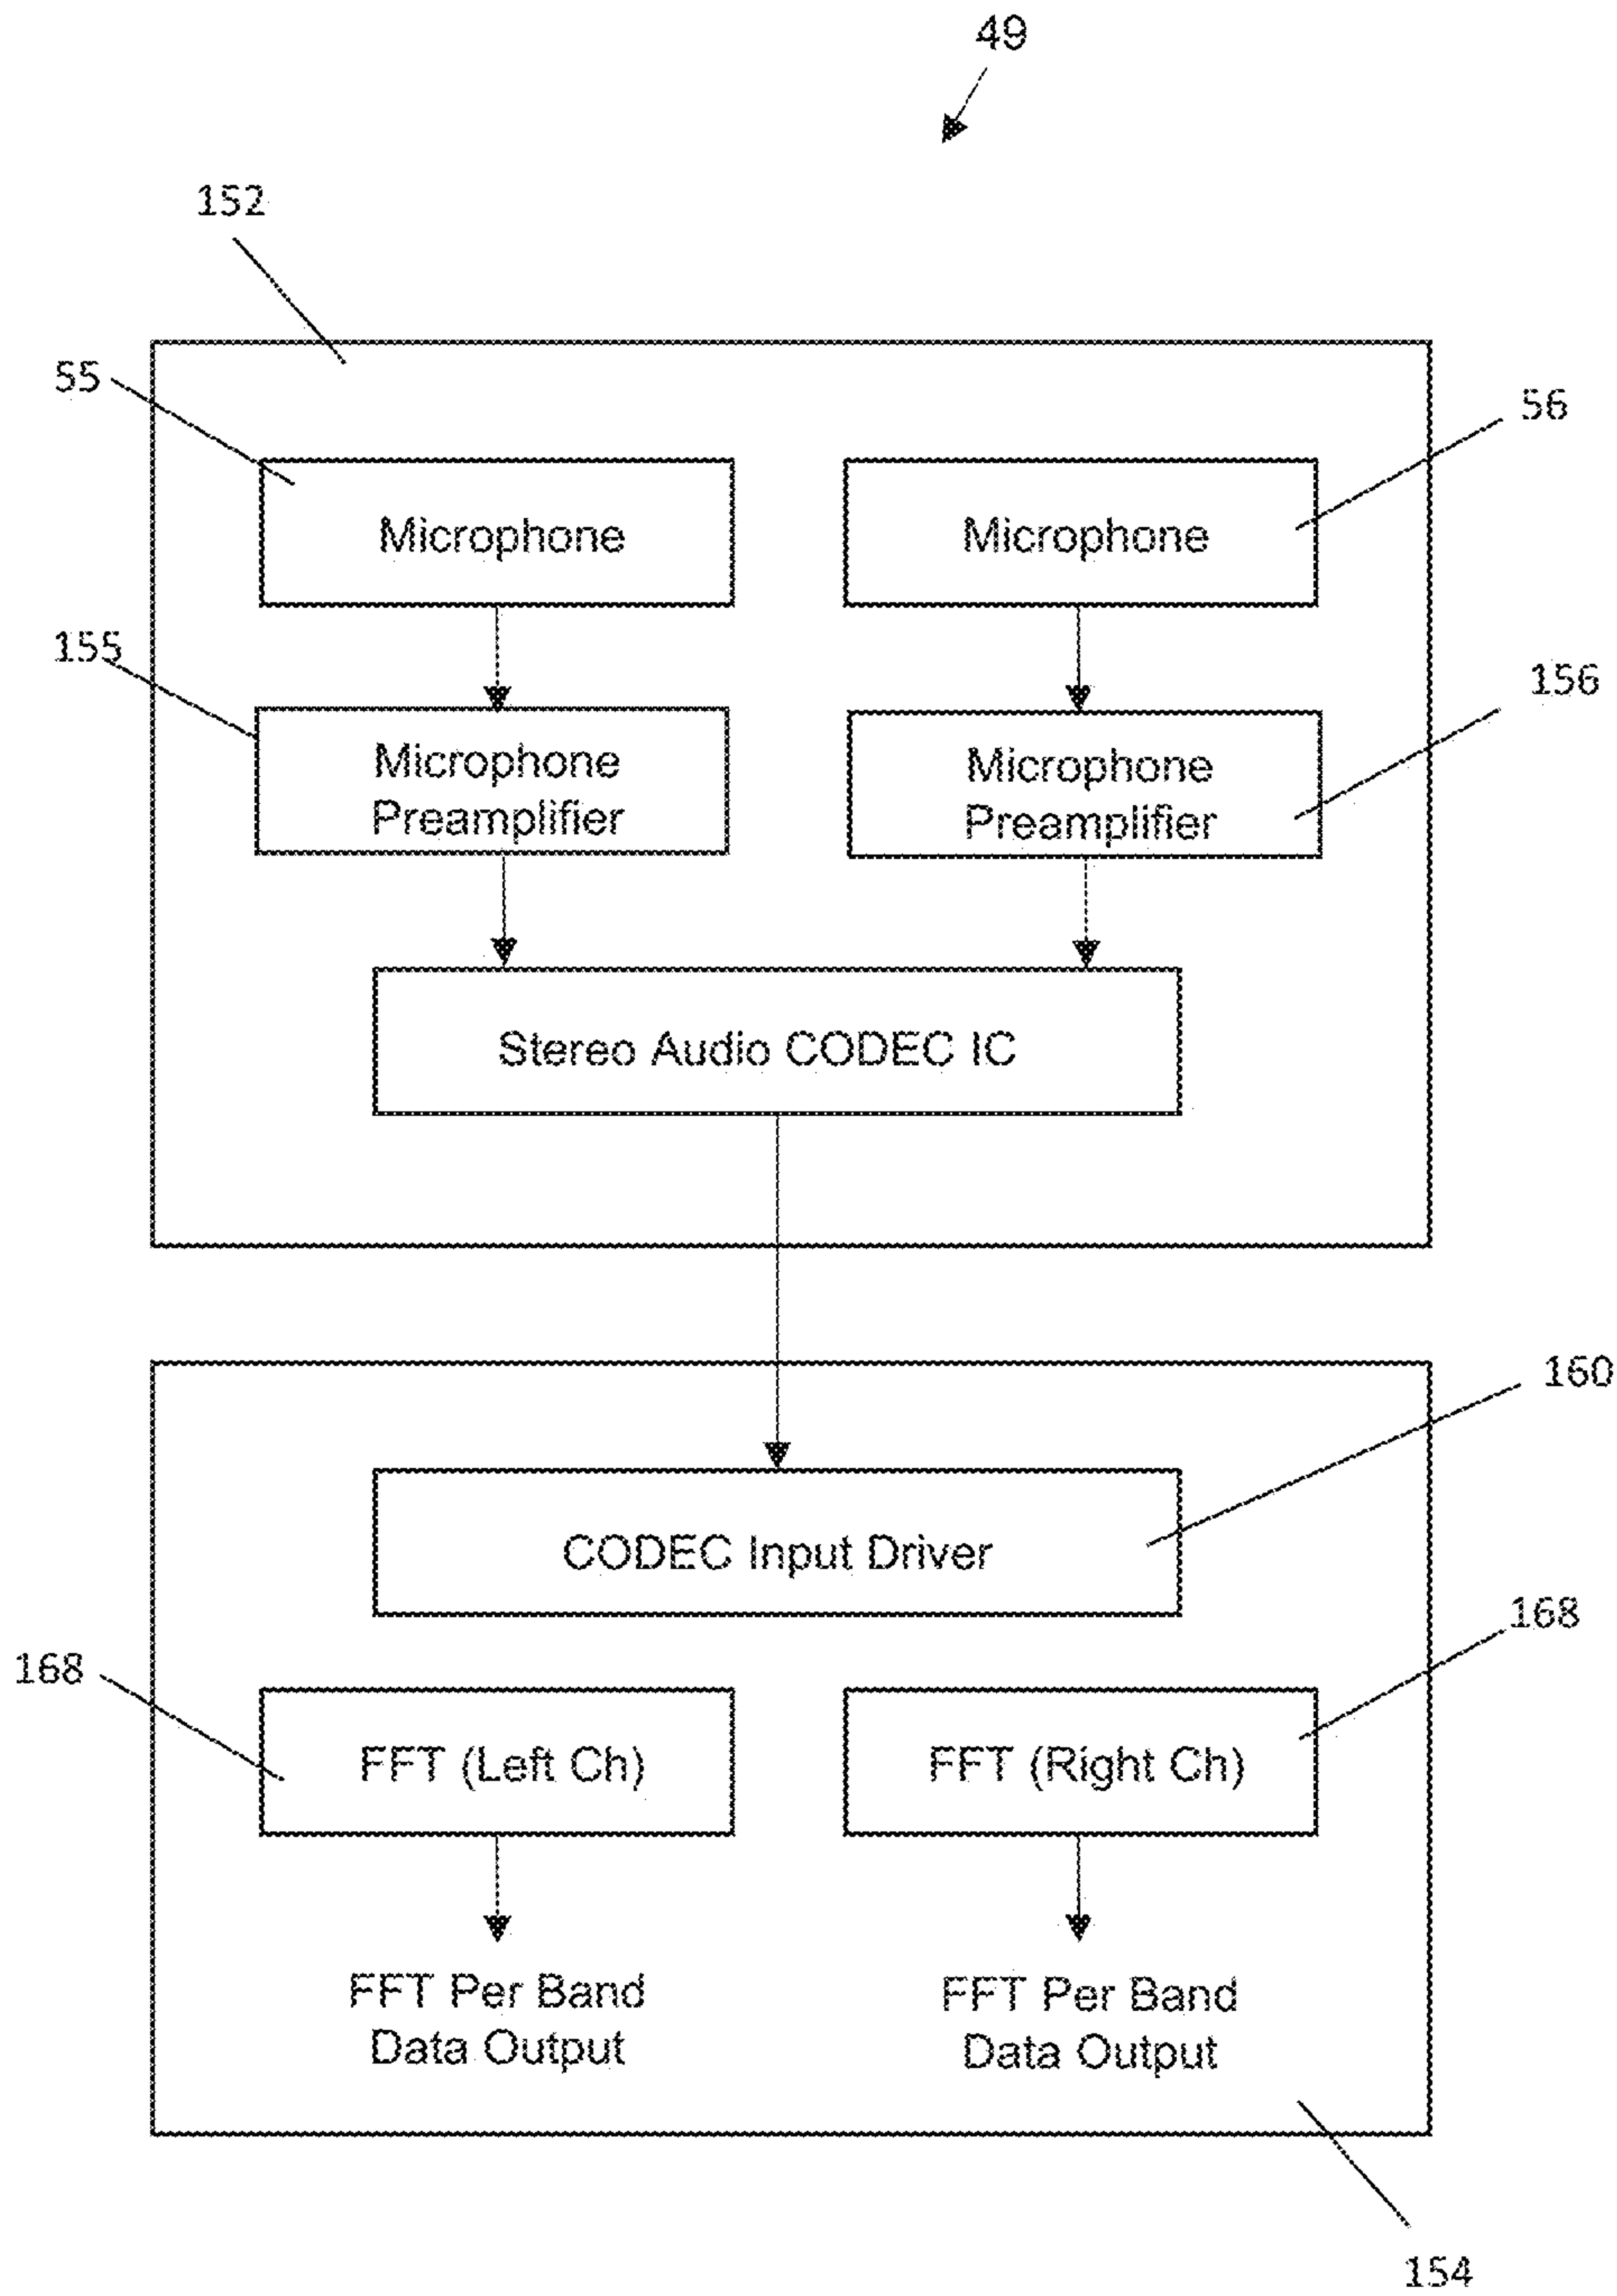 49
152
55
56
Microphone
Microphone
155
156
Microphone
Preamplifier
Microphone
Preamplifier
Stereo Audio CODEC IC
160
CODEC Input Driver
168
168
FFT (Left Ch)
FFT (Right Ch)
FFT Per Band
Data Output
FFT Per Band
Data Output
154